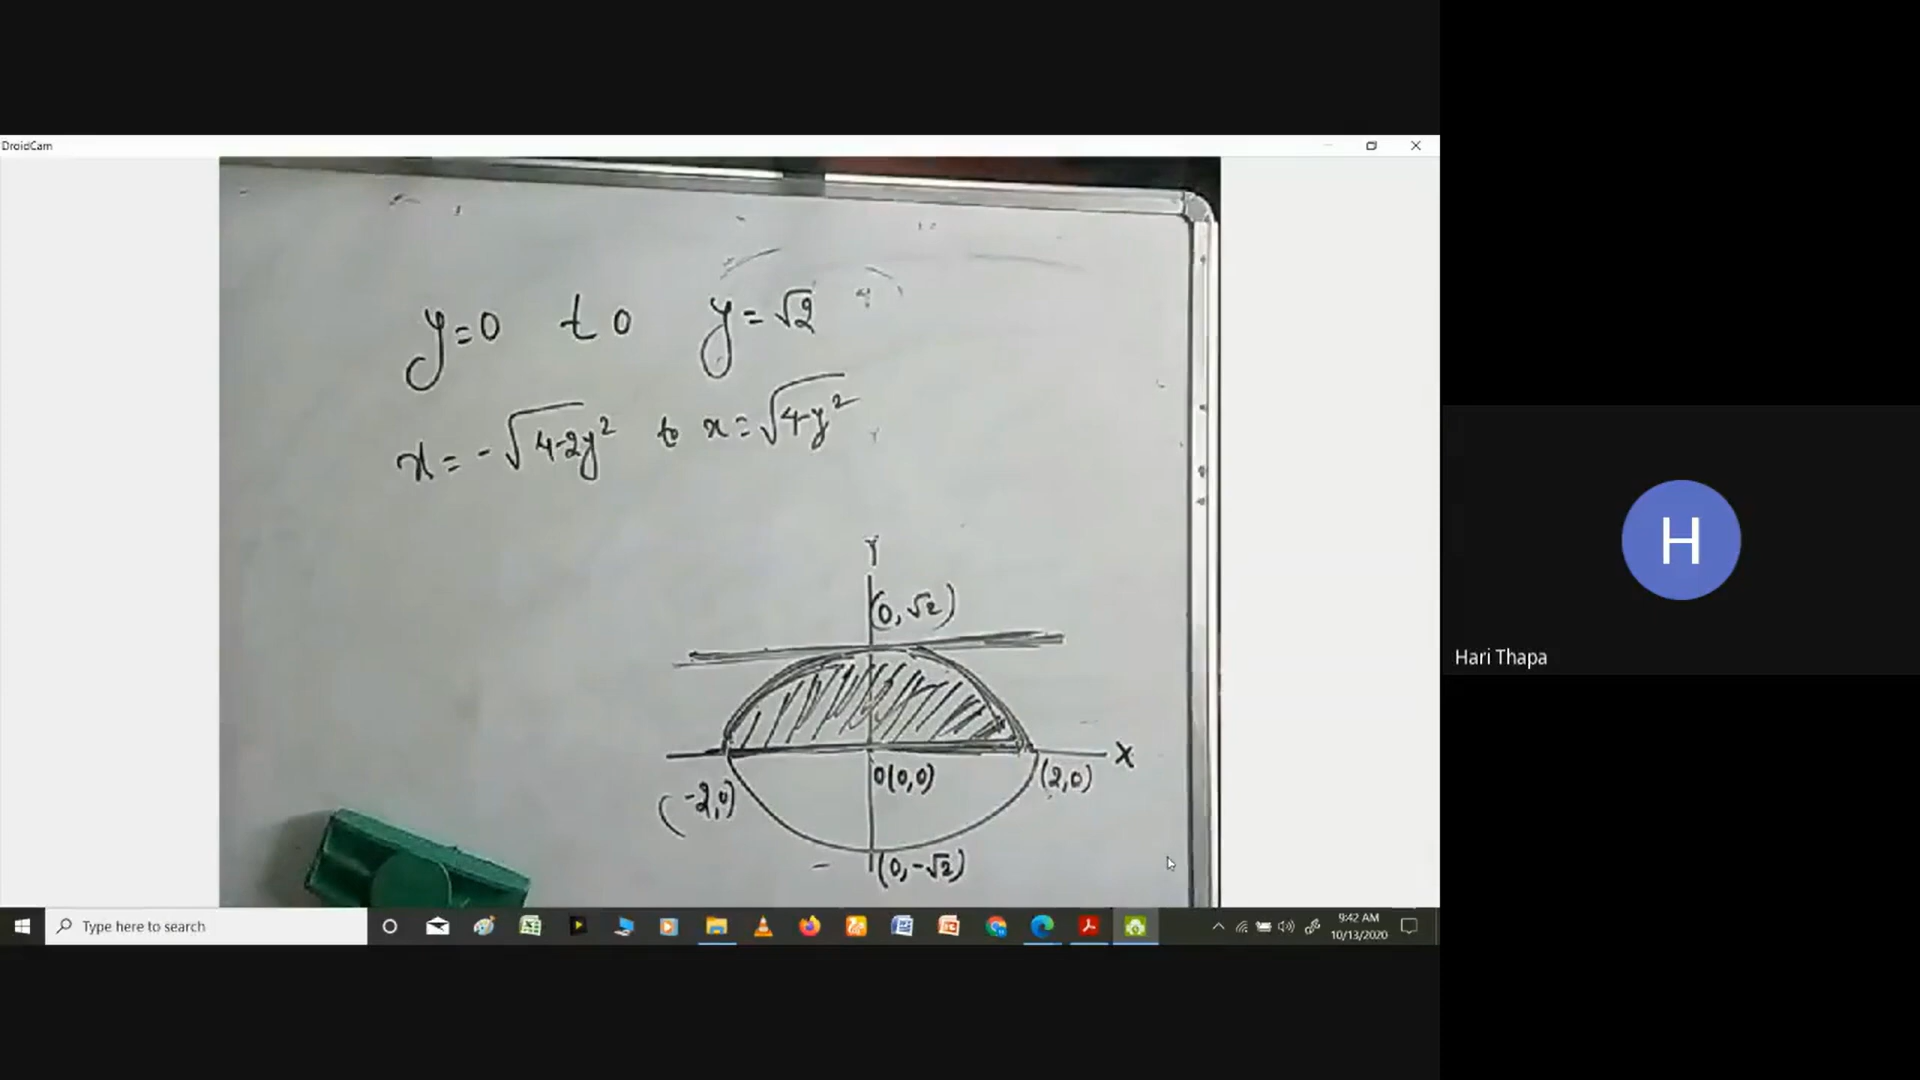 DroidCam
y=0 to y=√2
x=-√4-2y² to x=√4-y²
Y
(0,√2)
X
0(0,0)
(2,0)
(-2,0)
(0,-√2)
H
Hari Thapa
Type here to search
9:42 AM
10/13/2020